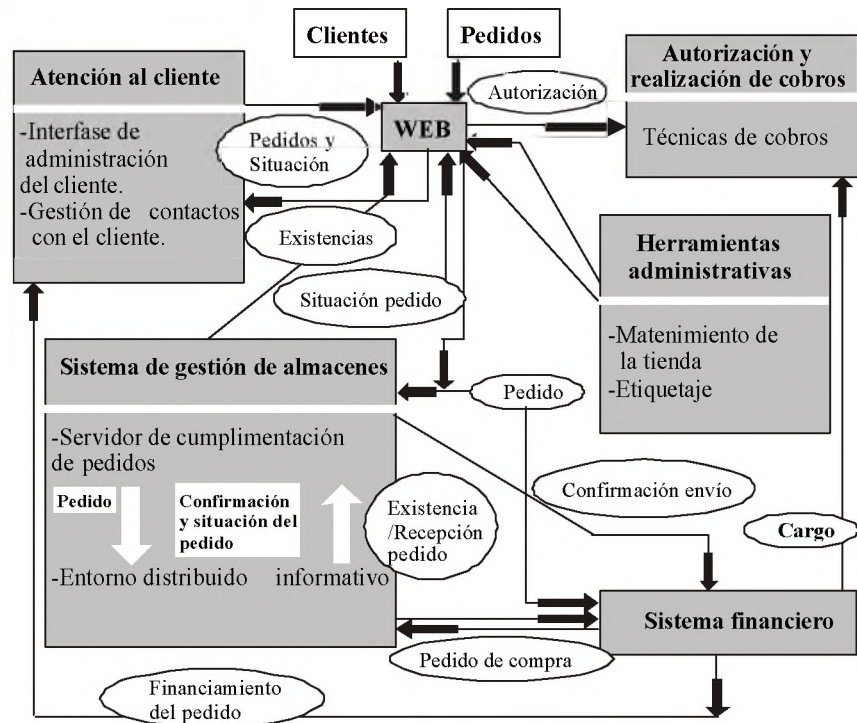 Clientes
Pedidos
Atención al cliente
Autorización y
realización de cobros
Autorización
WEB
-Interfase de
administración
del cliente.
-Gestión de contactos
con el cliente.
Pedidos y
Situación
Técnicas de cobros
Existencias
Herramientas
administrativas
Situación pedido
-Matenimiento de
la tienda
-Etiquetaje
Sistema de gestión de almacenes
Pedido
-Servidor de cumplimentación
de pedidos
Pedido
Confirmación
y situación del
pedido
Existencia
/Recepción
pedido
Confirmación envío
Cargo
-Entorno distribuido informativo
Sistema financiero
Pedido de compra
Financiamiento
del pedido